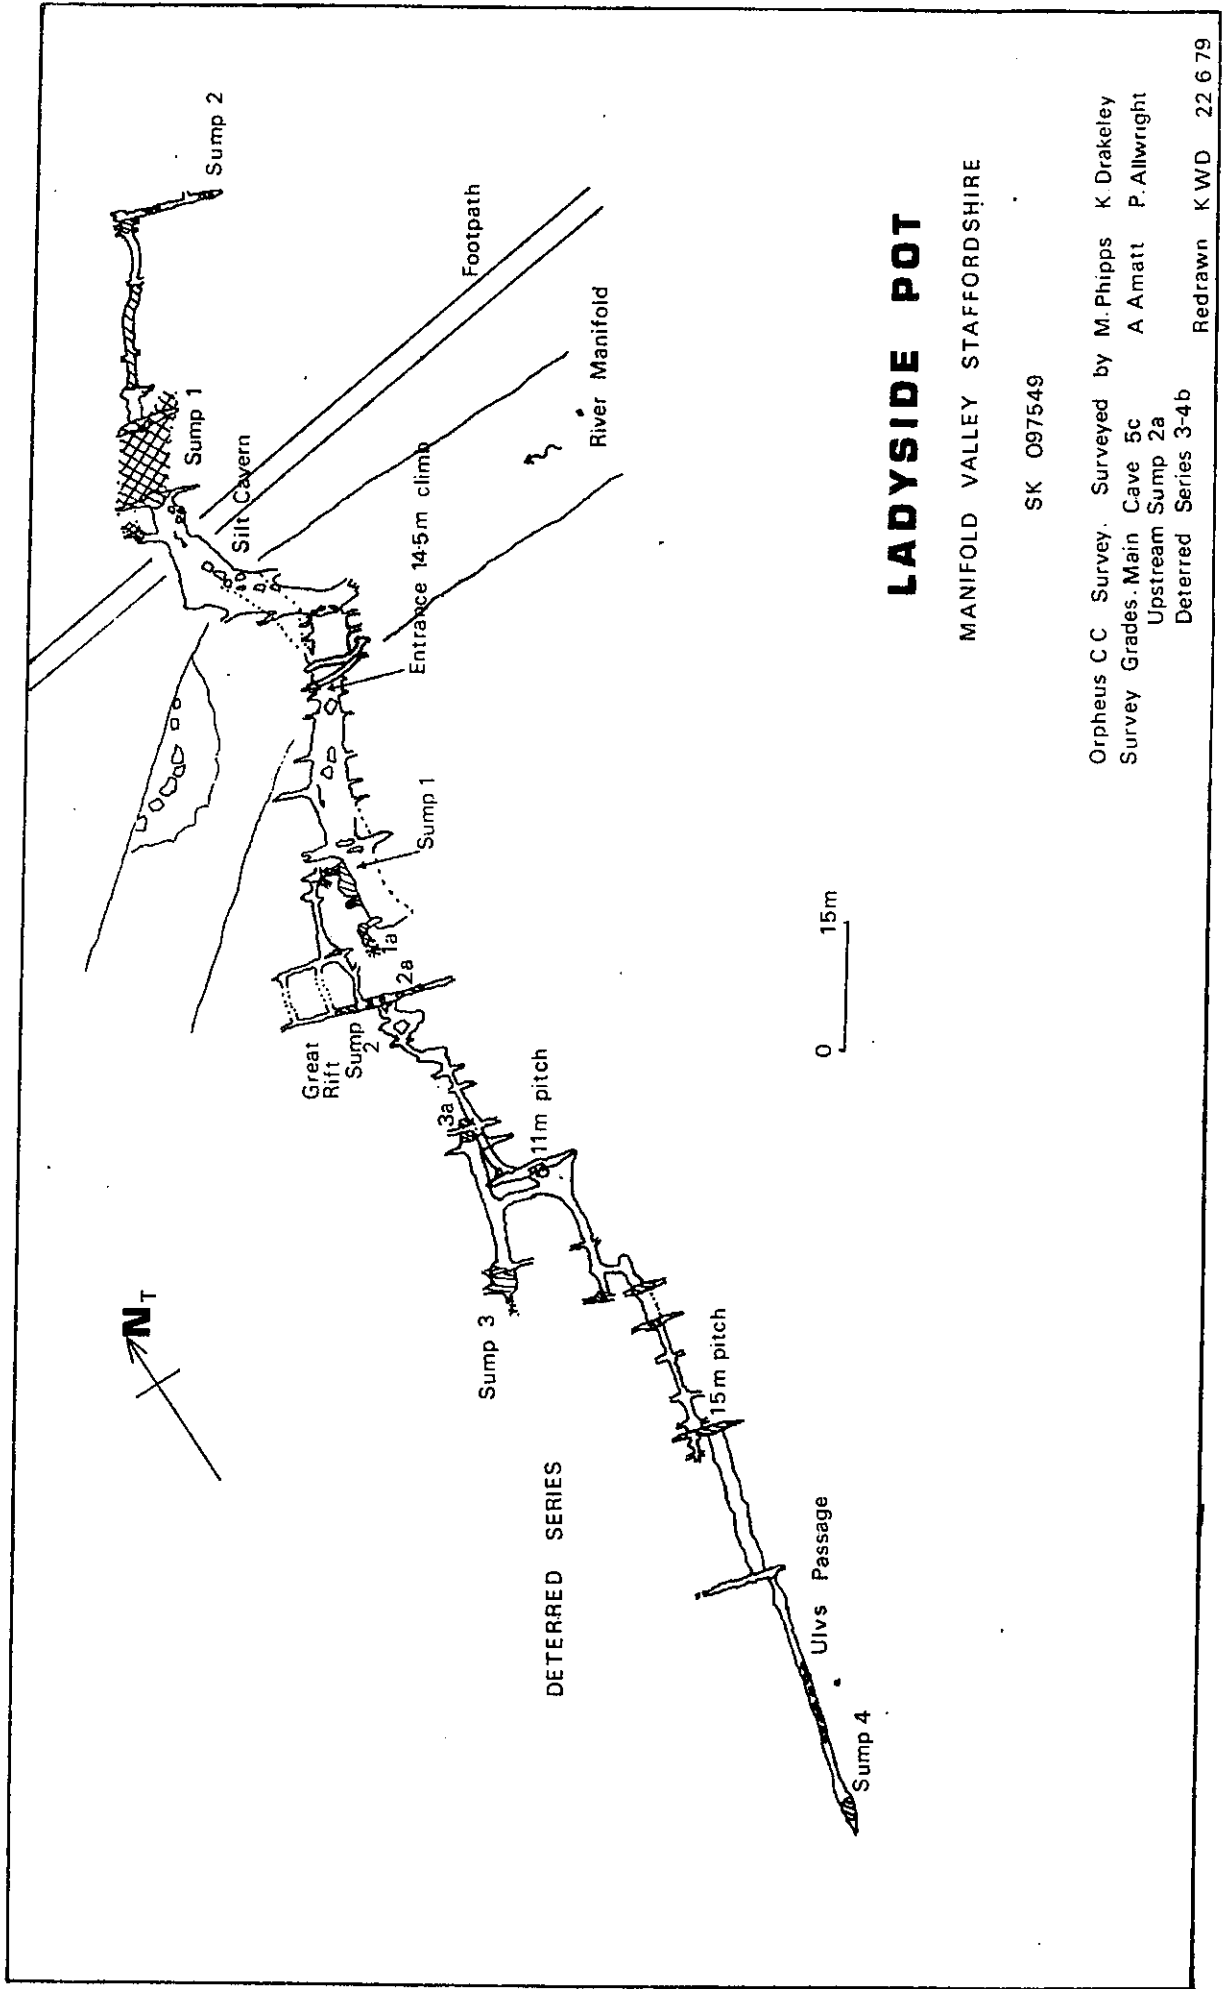 Sump 2
Sump 1
Silt Cavern
Footpath
River Manifold
Entrance 14·5m climb
Sump 1
1a
2a
Great
Rift
Sump
2
3a
11m pitch
Sump 3
15m pitch
DETERRED SERIES
Ulvs Passage
Sump 4
NT
0 15m
LADYSIDE POT
MANIFOLD VALLEY STAFFORDSHIRE
SK 097549
Orpheus C C Survey. Surveyed by M. Phipps K. Drakeley
Survey Grades. Main Cave 5c A Amatt P. Allwright
Upstream Sump 2a
Deterred Series 3-4b
Redrawn KWD 22 6 79